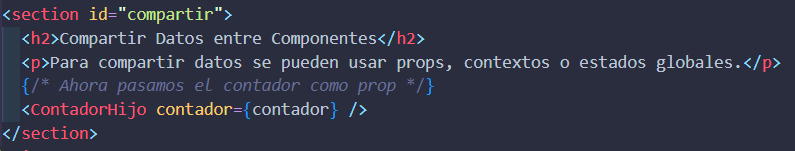 <section id="compartir">
<h2>Compartir Datos entre Componentes</h2>
<p>Para compartir datos se pueden usar props, contextos o estados globales.</p>
{/* Ahora pasamos el contador como prop */}
<ContadorHijo contador={contador} />
</section>